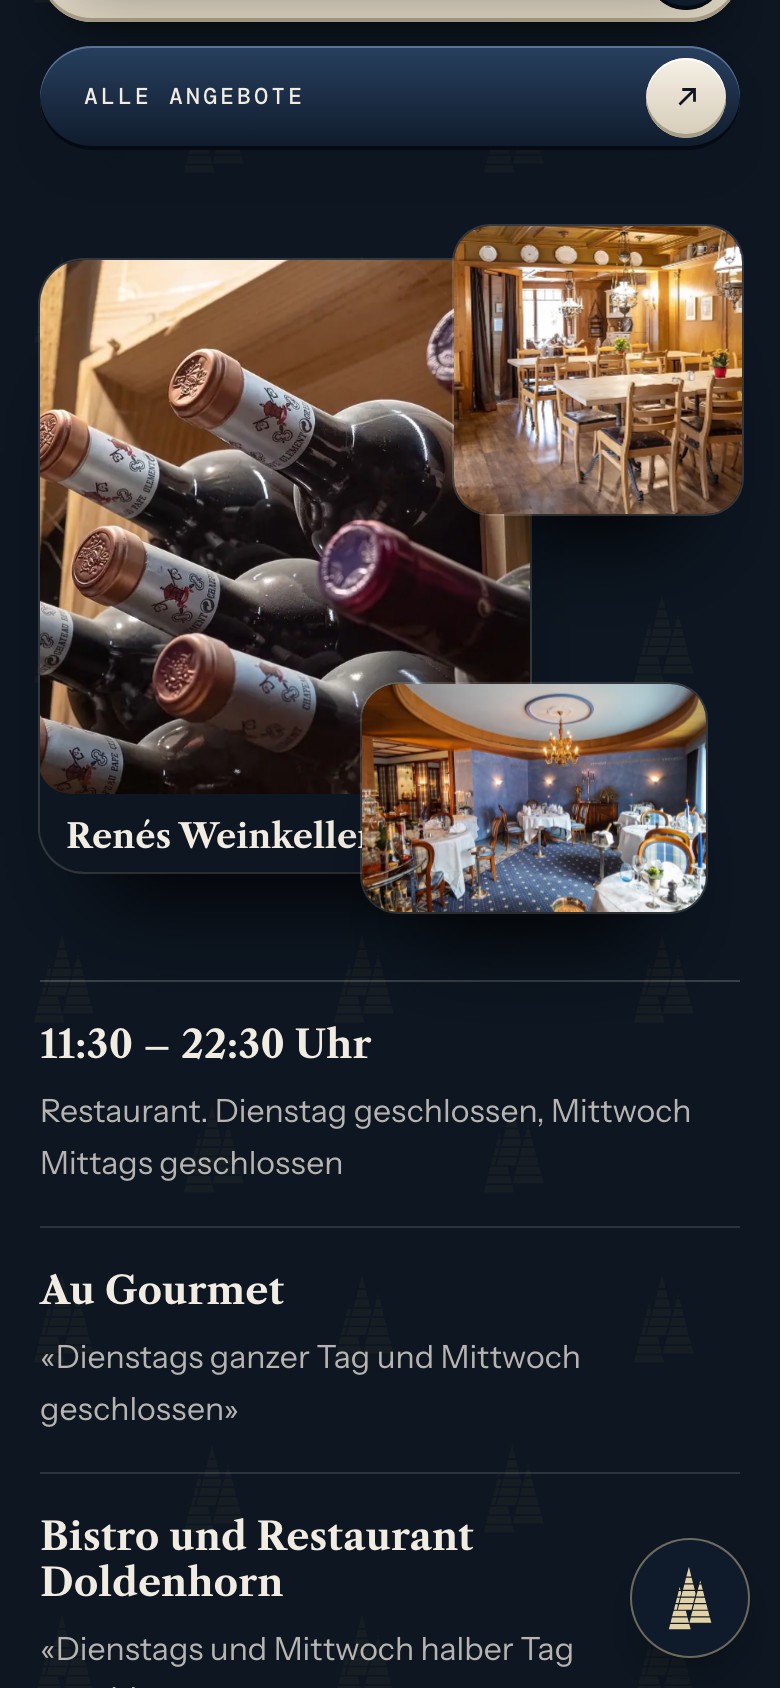 ALLE ANGEBOTE
Renés Weinkeller
11:30 – 22:30 Uhr
Restaurant. Dienstag geschlossen, Mittwoch
Mittags geschlossen
Au Gourmet
«Dienstags ganzer Tag und Mittwoch
geschlossen»
Bistro und Restaurant
Doldenhorn
«Dienstags und Mittwoch halber Tag